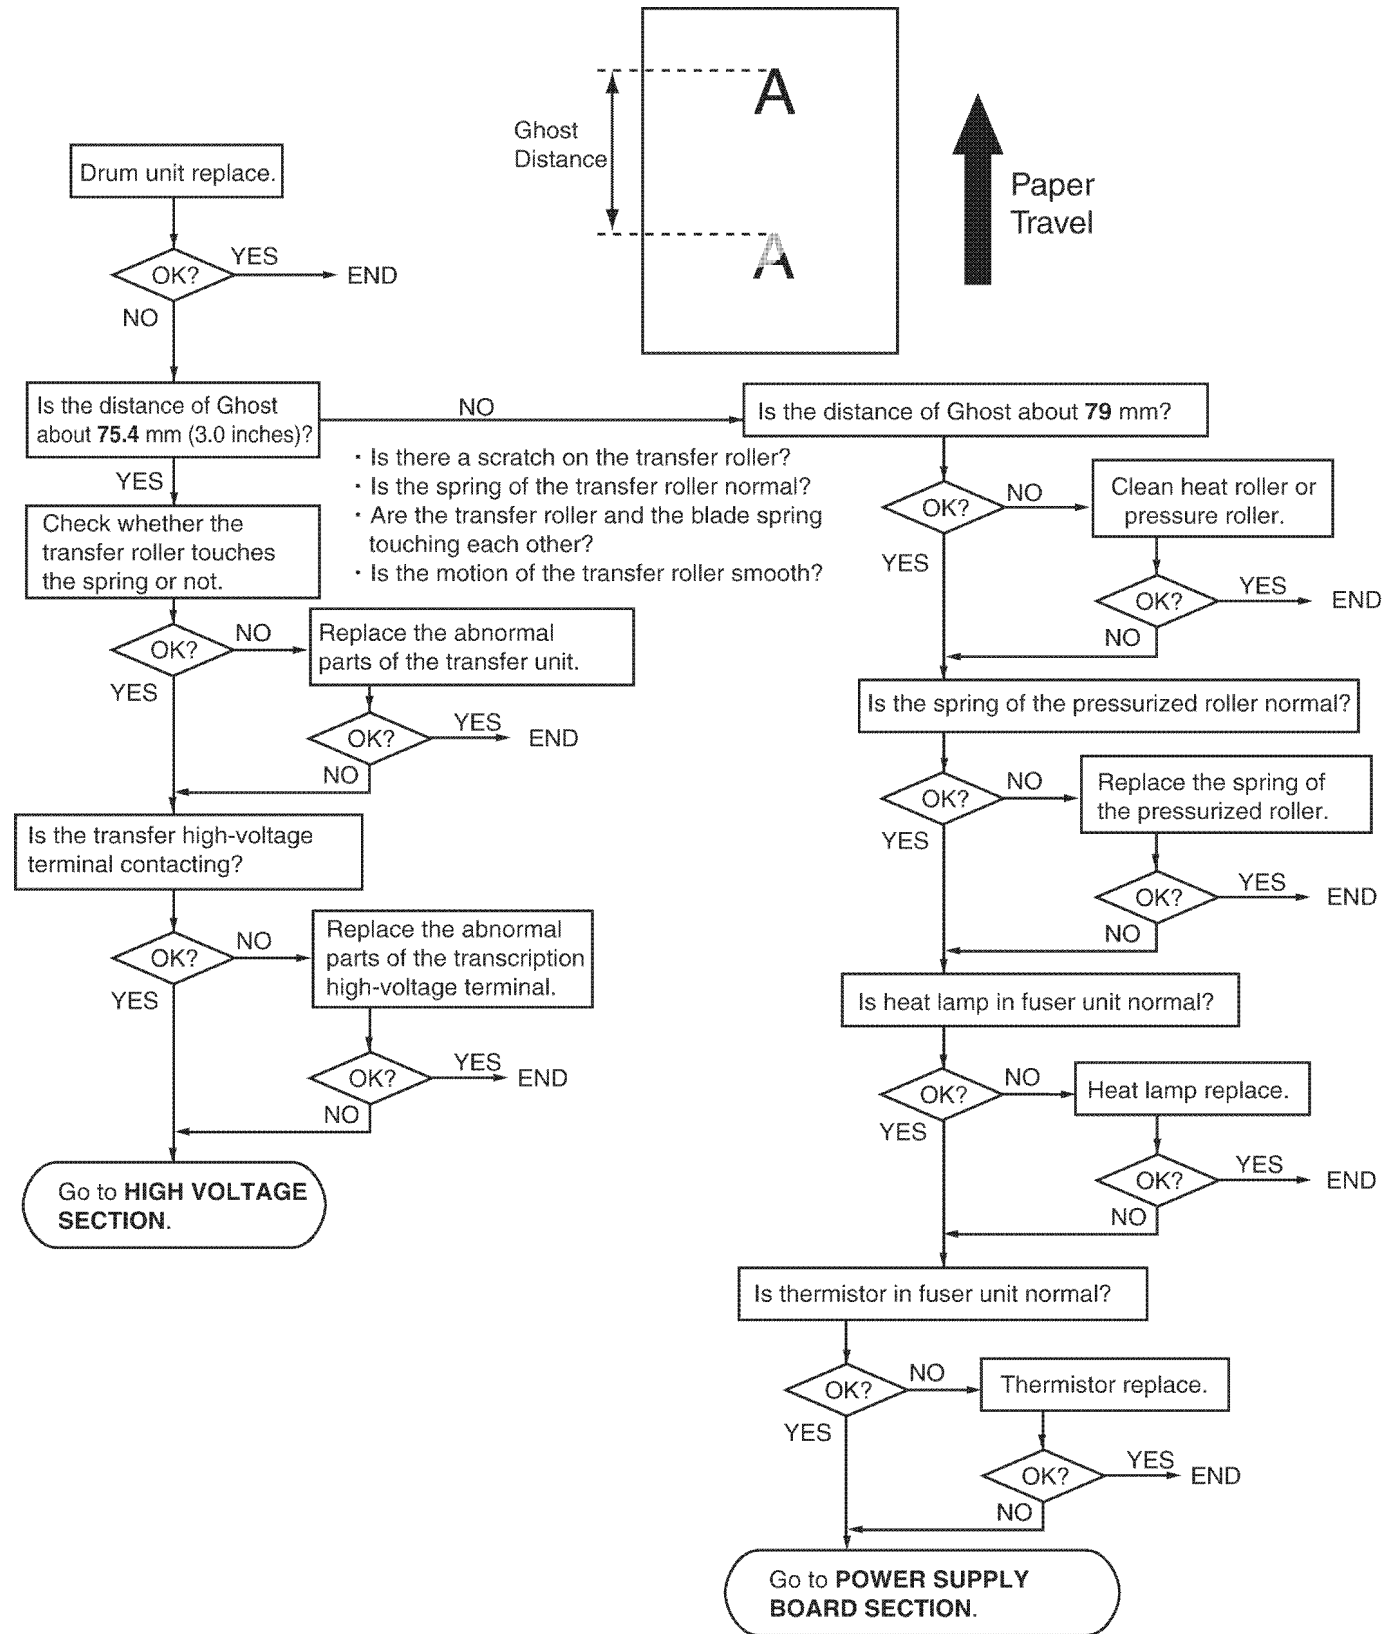 A
Ghost
Distance
A
Paper
Travel
Drum unit replace.
OK?
YES
END
NO
Is the distance of Ghost
about 75.4 mm (3.0 inches)?
NO
YES
Check whether the
transfer roller touches
the spring or not.
· Is there a scratch on the transfer roller?
· Is the spring of the transfer roller normal?
· Are the transfer roller and the blade spring
touching each other?
· Is the motion of the transfer roller smooth?
OK?
NO
Replace the abnormal
parts of the transfer unit.
YES
OK?
YES
END
NO
Is the transfer high-voltage
terminal contacting?
OK?
NO
Replace the abnormal
parts of the transcription
high-voltage terminal.
YES
OK?
YES
END
NO
Go to HIGH VOLTAGE
SECTION.
Is the distance of Ghost about 79 mm?
OK?
NO
Clean heat roller or
pressure roller.
YES
OK?
YES
END
NO
Is the spring of the pressurized roller normal?
OK?
NO
Replace the spring of
the pressurized roller.
YES
OK?
YES
END
NO
Is heat lamp in fuser unit normal?
OK?
NO
Heat lamp replace.
YES
OK?
YES
END
NO
Is thermistor in fuser unit normal?
OK?
NO
Thermistor replace.
YES
OK?
YES
END
NO
Go to POWER SUPPLY
BOARD SECTION.